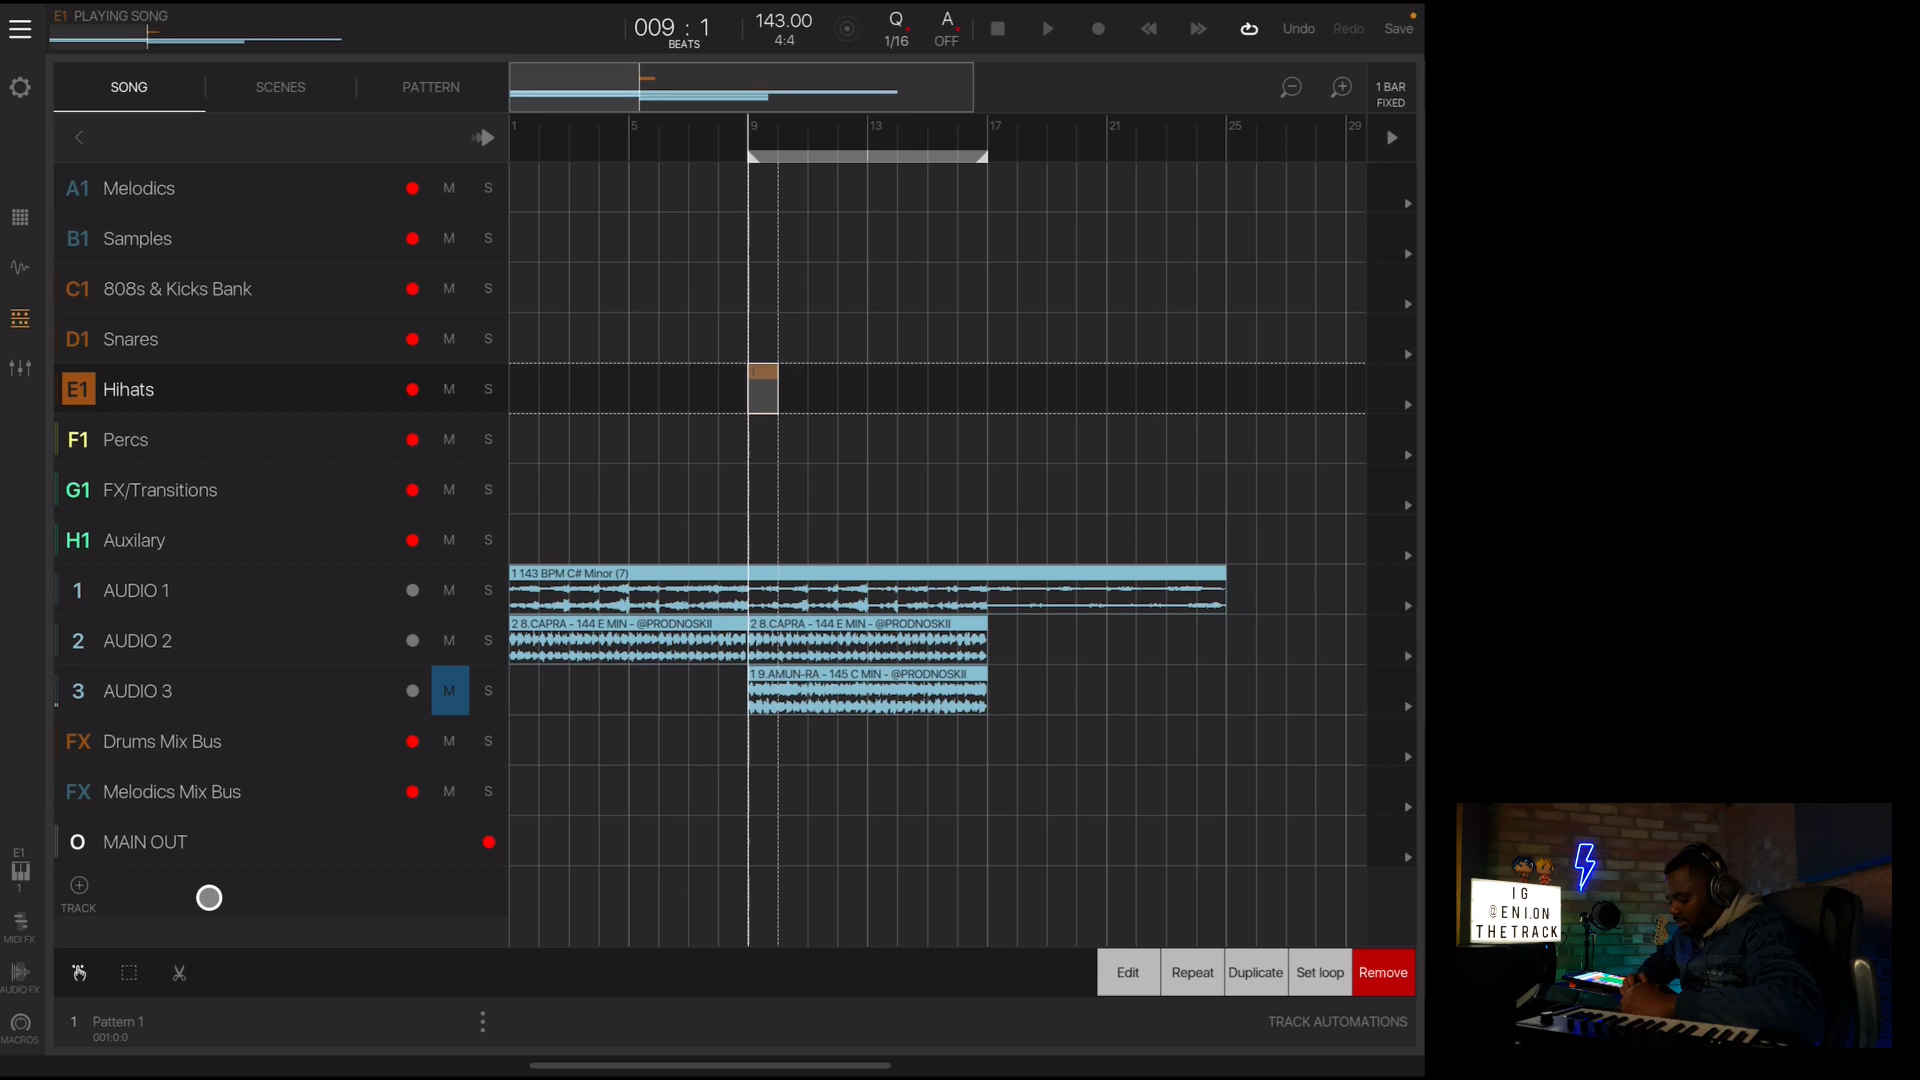 E1 PLAYING SONG
009 : 1
BEATS
143.00
4:4
Q
1/16
A
OFF
Undo
Redo
Save
SONG
SCENES
PATTERN
1 BAR
FIXED
1
5
9
13
17
21
25
29
A1 Melodics M S
B1 Samples M S
C1 808s & Kicks Bank M S
D1 Snares M S
E1 Hihats M S
1
F1 Percs M S
G1 FX/Transitions M S
H1 Auxilary M S
1 AUDIO 1 M S
1 143 BPM C# Minor (7)
2 AUDIO 2 M S
2 8.CAPRA - 144 E MIN - @PRODNOSKII
2 8.CAPRA - 144 E MIN - @PRODNOSKII
3 AUDIO 3 M S
1 9.AMUN-RA - 145 C MIN - @PRODNOSKII
FX Drums Mix Bus M S
FX Melodics Mix Bus M S
O MAIN OUT
TRACK
E1
1
MIDI FX
AUDIO FX
MACROS
Edit
Repeat
Duplicate
Set loop
Remove
1 Pattern 1
001:0:0
TRACK AUTOMATIONS
IG
@ENI.ON
THETRACK